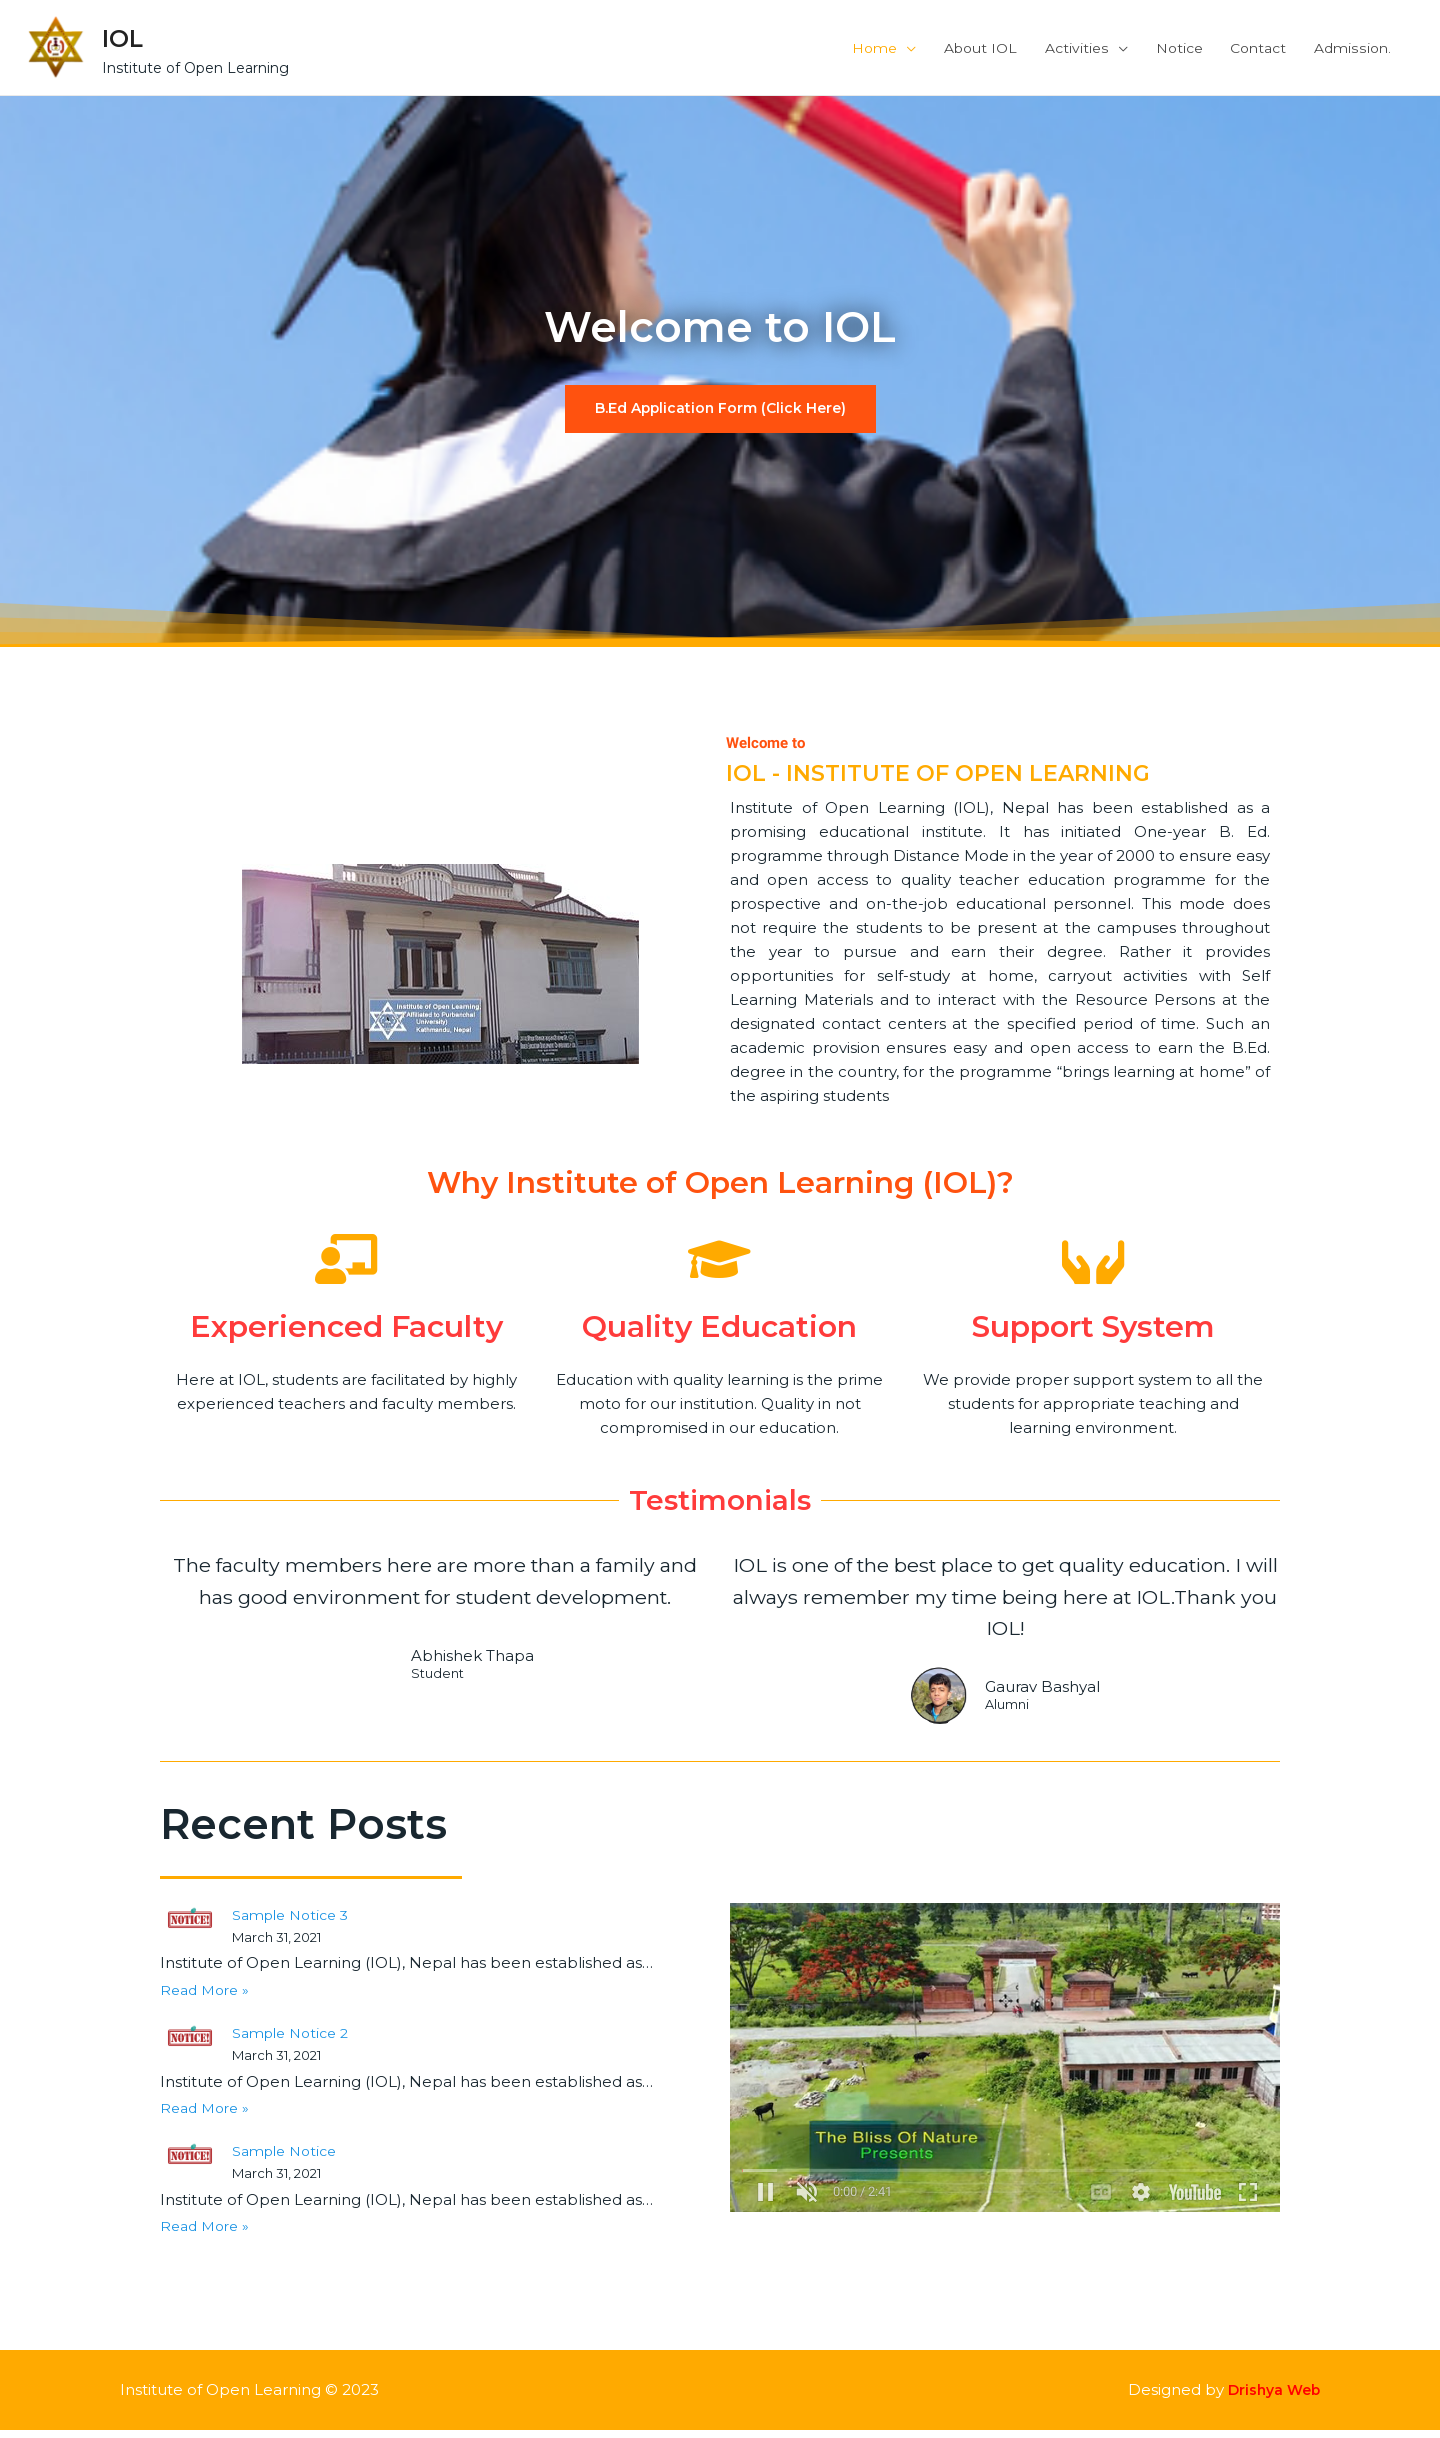 IOL
Institute of Open Learning
Home
About IOL
Activities
Notice
Contact
Admission.
Welcome to IOL
B.Ed Application Form (Click Here)
Welcome to
IOL - INSTITUTE OF OPEN LEARNING
Institute of Open Learning (IOL), Nepal has been established as a
promising educational institute. It has initiated One-year B. Ed.
programme through Distance Mode in the year of 2000 to ensure easy
and open access to quality teacher education programme for the
prospective and on-the-job educational personnel. This mode does
not require the students to be present at the campuses throughout
the year to pursue and earn their degree. Rather it provides
opportunities for self-study at home, carryout activities with Self
Learning Materials and to interact with the Resource Persons at the
designated contact centers at the specified period of time. Such an
academic provision ensures easy and open access to earn the B.Ed.
degree in the country, for the programme “brings learning at home” of
the aspiring students
Institute of Open Learning
(Affiliated to Purbanchal
University)
Kathmandu, Nepal
Why Institute of Open Learning (IOL)?
Experienced Faculty
Here at IOL, students are facilitated by highly
experienced teachers and faculty members.
Quality Education
Education with quality learning is the prime
moto for our institution. Quality in not
compromised in our education.
Support System
We provide proper support system to all the
students for appropriate teaching and
learning environment.
Testimonials
The faculty members here are more than a family and
has good environment for student development.
Abhishek Thapa
Student
IOL is one of the best place to get quality education. I will
always remember my time being here at IOL.Thank you
IOL!
Gaurav Bashyal
Alumni
Recent Posts
NOTICE!
Sample Notice 3
March 31, 2021
Institute of Open Learning (IOL), Nepal has been established as...
Read More »
NOTICE!
Sample Notice 2
March 31, 2021
Institute of Open Learning (IOL), Nepal has been established as...
Read More »
NOTICE!
Sample Notice
March 31, 2021
Institute of Open Learning (IOL), Nepal has been established as...
Read More »
The Bliss Of Nature
Presents
0:00 / 2:41
CC
YouTube
Institute of Open Learning © 2023
Designed by Drishya Web